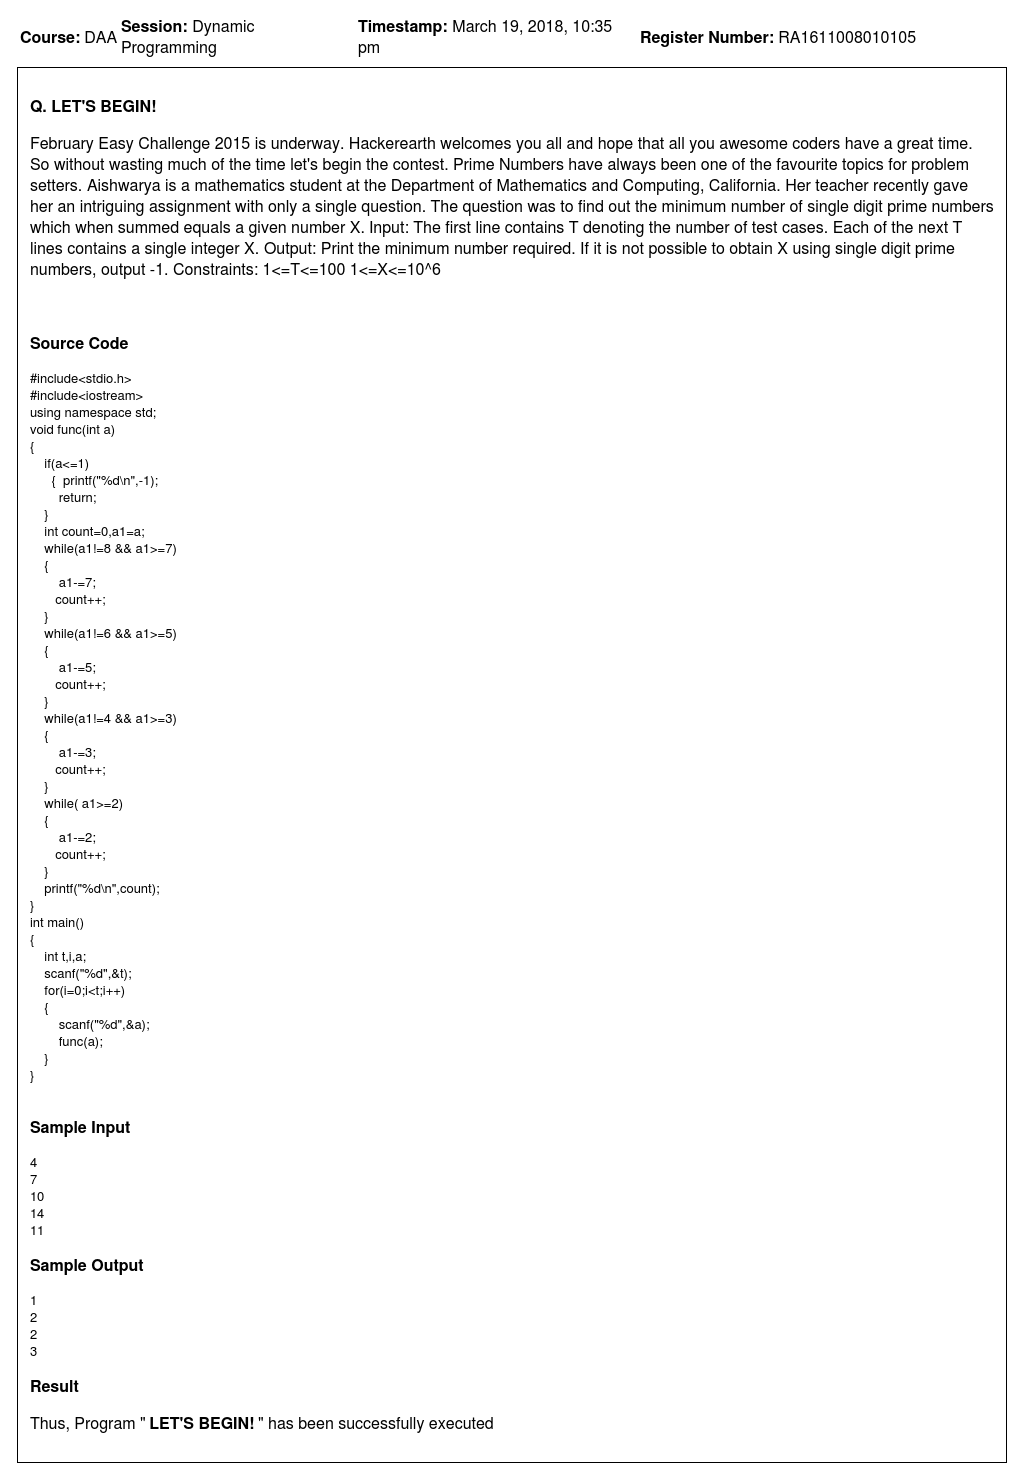 Course: DAA Session: Dynamic Programming Timestamp: March 19, 2018, 10:35 pm Register Number: RA1611008010105
Q. LET'S BEGIN!
February Easy Challenge 2015 is underway. Hackerearth welcomes you all and hope that all you awesome coders have a great time.
So without wasting much of the time let's begin the contest. Prime Numbers have always been one of the favourite topics for problem
setters. Aishwarya is a mathematics student at the Department of Mathematics and Computing, California. Her teacher recently gave
her an intriguing assignment with only a single question. The question was to find out the minimum number of single digit prime numbers
which when summed equals a given number X. Input: The first line contains T denoting the number of test cases. Each of the next T
lines contains a single integer X. Output: Print the minimum number required. If it is not possible to obtain X using single digit prime
numbers, output -1. Constraints: 1<=T<=100 1<=X<=10^6
Source Code
#include<stdio.h>
#include<iostream>
using namespace std;
void func(int a)
{
    if(a<=1)
      {  printf("%d\n",-1);
        return;
    }
    int count=0,a1=a;
    while(a1!=8 && a1>=7)
    {
        a1-=7;
       count++;
    }
    while(a1!=6 && a1>=5)
    {
        a1-=5;
       count++;
    }
    while(a1!=4 && a1>=3)
    {
        a1-=3;
       count++;
    }
    while( a1>=2)
    {
        a1-=2;
       count++;
    }
    printf("%d\n",count);
}
int main()
{
    int t,i,a;
    scanf("%d",&t);
    for(i=0;i<t;i++)
    {
        scanf("%d",&a);
        func(a);
    }
}
Sample Input
4
7
10
14
11
Sample Output
1
2
2
3
Result
Thus, Program " LET'S BEGIN! " has been successfully executed